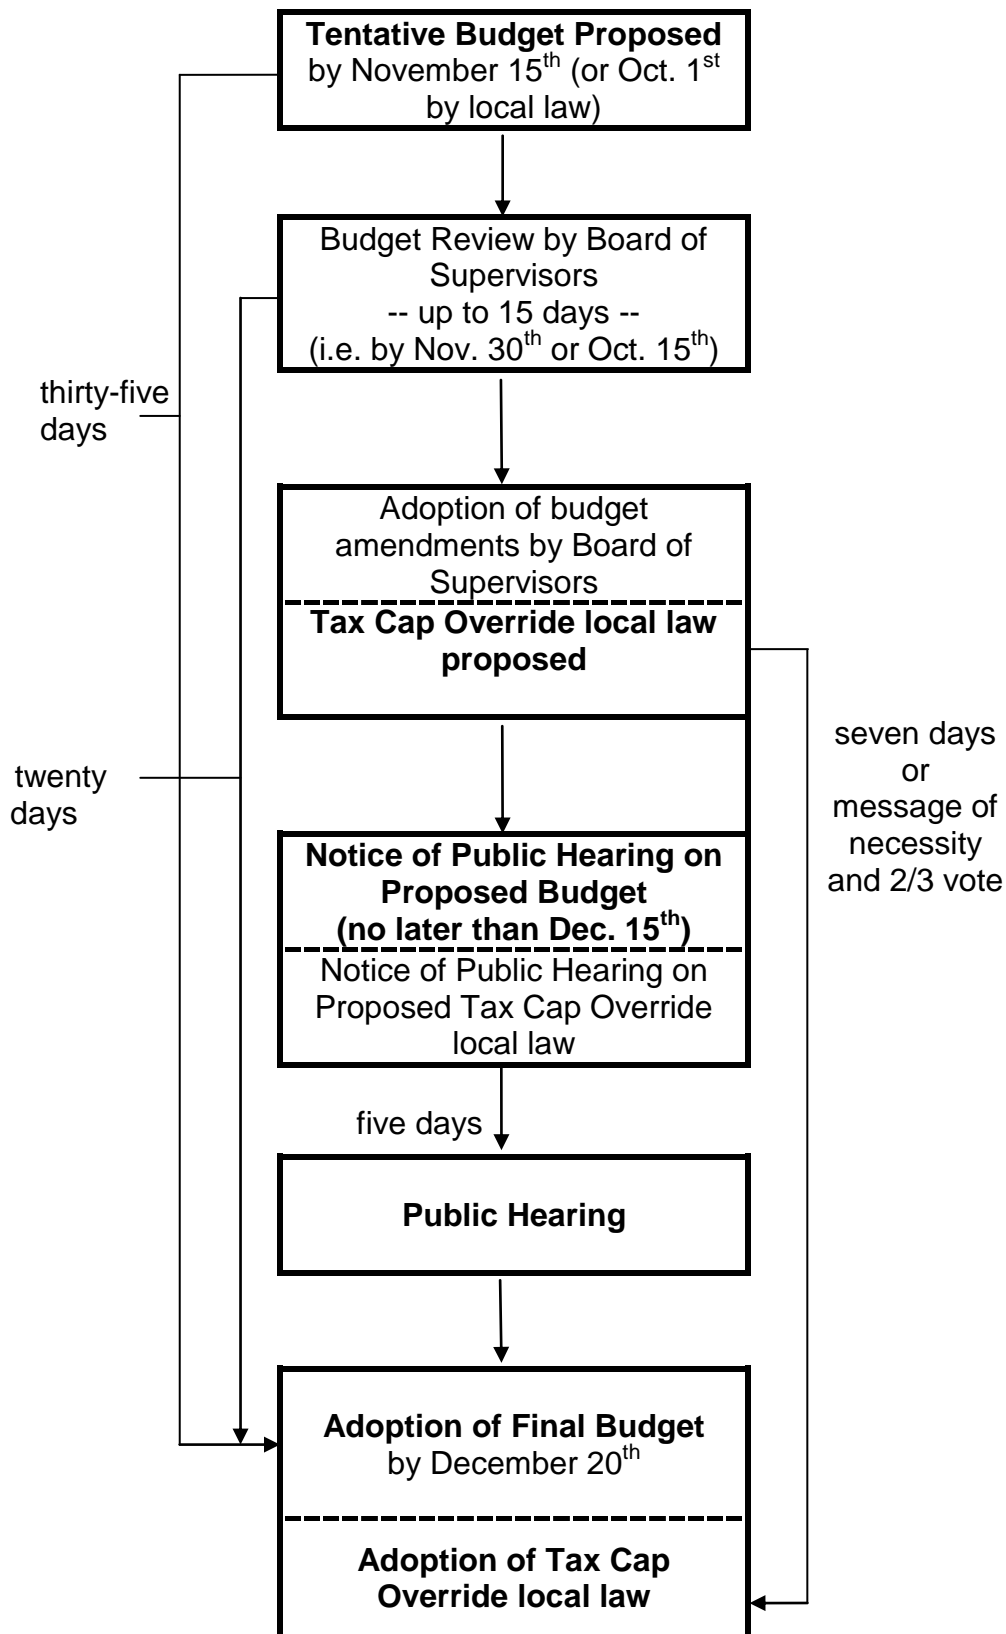 Tentative Budget Proposed
by November 15th (or Oct. 1st
by local law)
Budget Review by Board of
Supervisors
-- up to 15 days --
(i.e. by Nov. 30th or Oct. 15th)
thirty-five
days
Adoption of budget
amendments by Board of
Supervisors
Tax Cap Override local law
proposed
seven days
or
message of
necessity
and 2/3 vote
twenty
days
Notice of Public Hearing on
Proposed Budget
(no later than Dec. 15th)
Notice of Public Hearing on
Proposed Tax Cap Override
local law
five days
Public Hearing
Adoption of Final Budget
by December 20th
Adoption of Tax Cap
Override local law